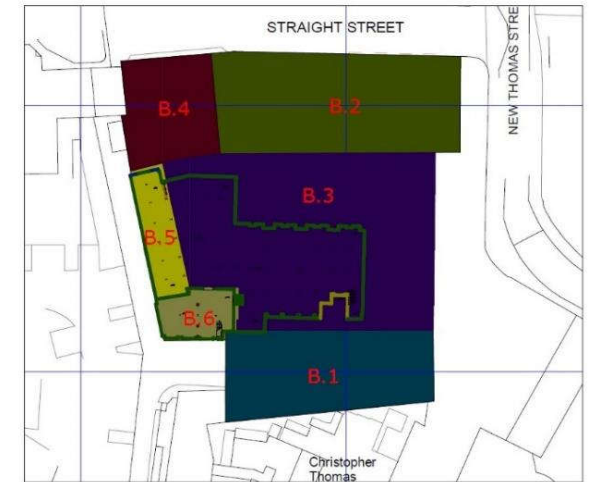 STRAIGHT STREET
NEW THOMAS STRE
B.4
B.2
B.3
B.5
B.6
B.1
Christopher
Thomas